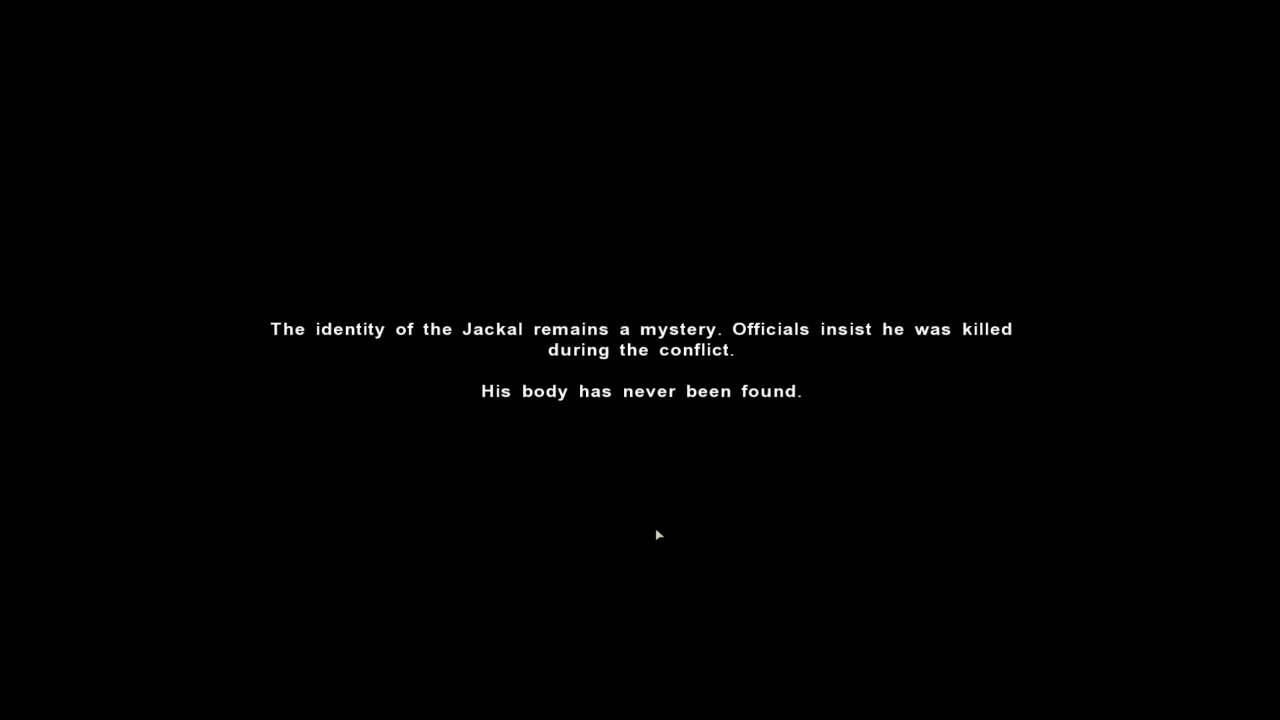 The identity of the Jackal remains a mystery. Officials insist he was killed
during the conflict.
His body has never been found.